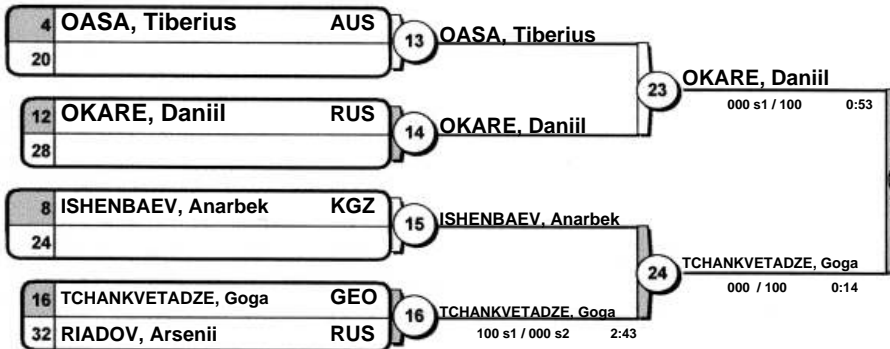 4 OASA, Tiberius AUS
20
13 OASA, Tiberius
12 OKARE, Daniil RUS
28
14 OKARE, Daniil
23 OKARE, Daniil
000 s1 / 100 0:53
8 ISHENBAEV, Anarbek KGZ
24
15 ISHENBAEV, Anarbek
16 TCHANKVETADZE, Goga GEO
32 RIADOV, Arsenii RUS
16 TCHANKVETADZE, Goga
100 s1 / 000 s2 2:43
24 TCHANKVETADZE, Goga
000 / 100 0:14